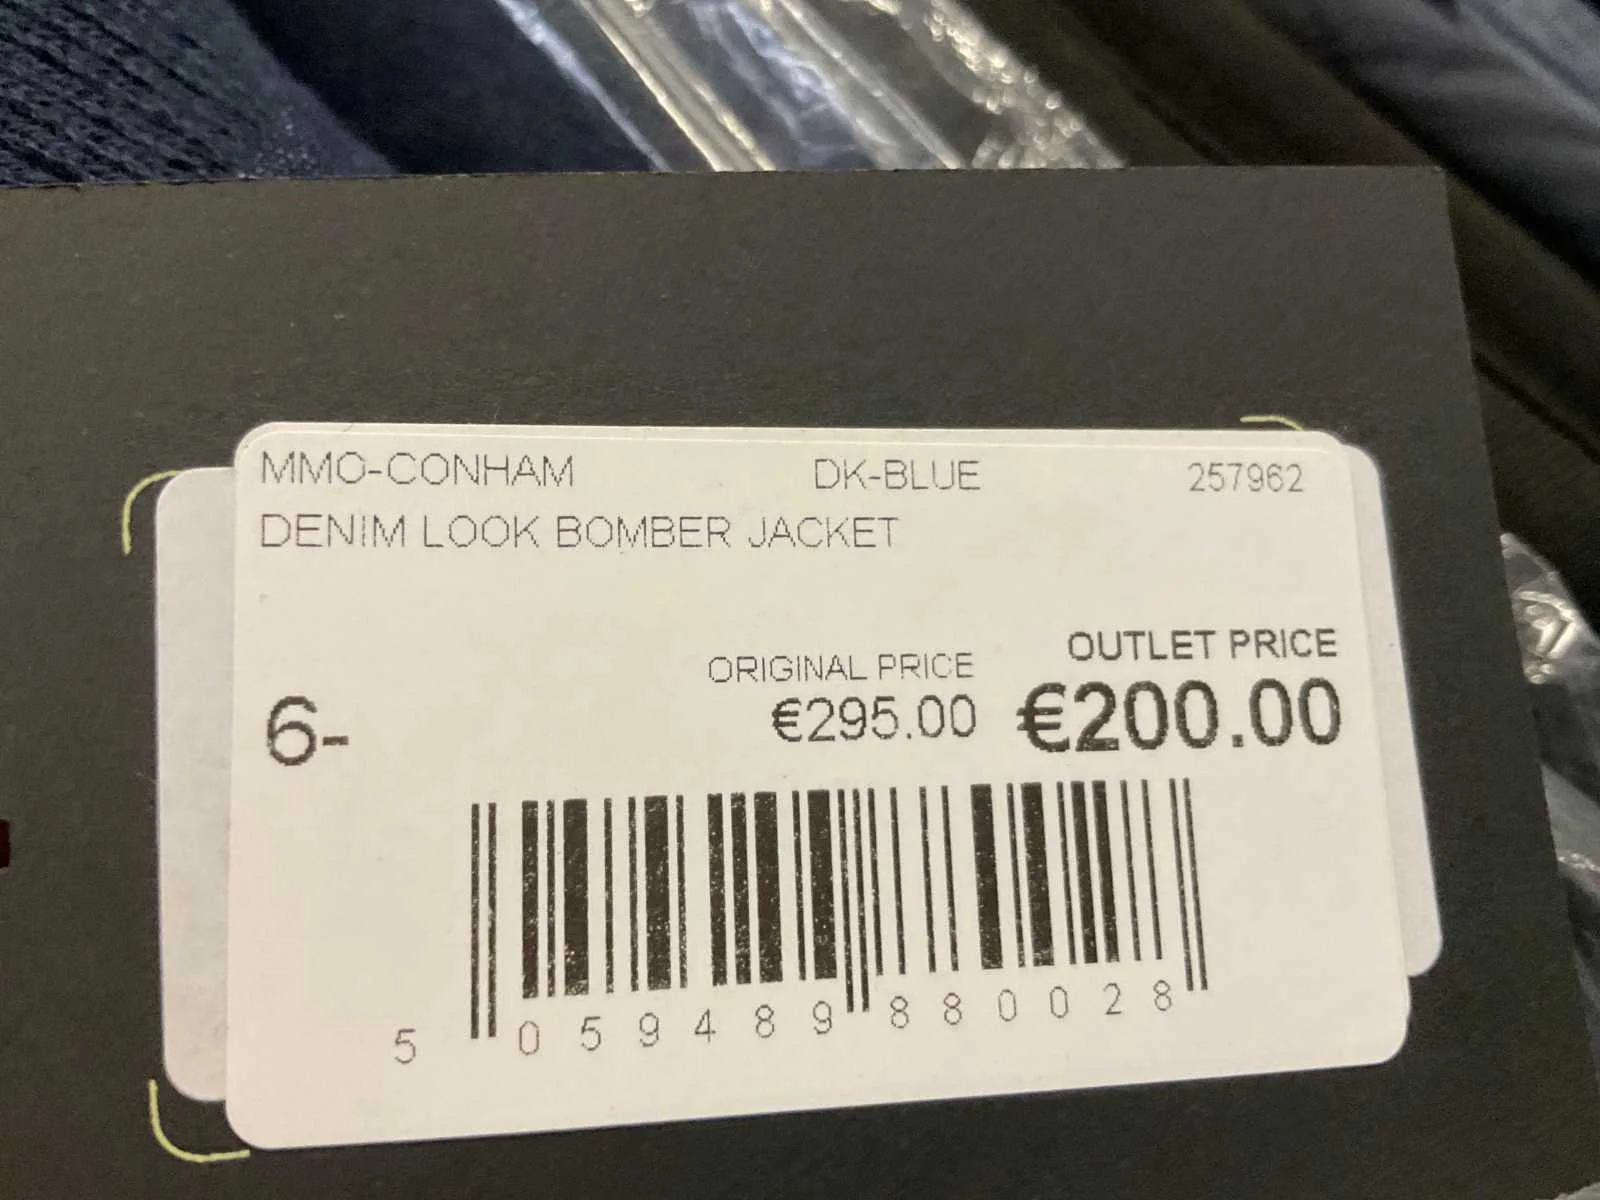 MMO-CONHAM DK-BLUE 257962
DENIM LOOK BOMBER JACKET
ORIGINAL PRICE OUTLET PRICE
6- €295.00 €200.00
5 059489 880028